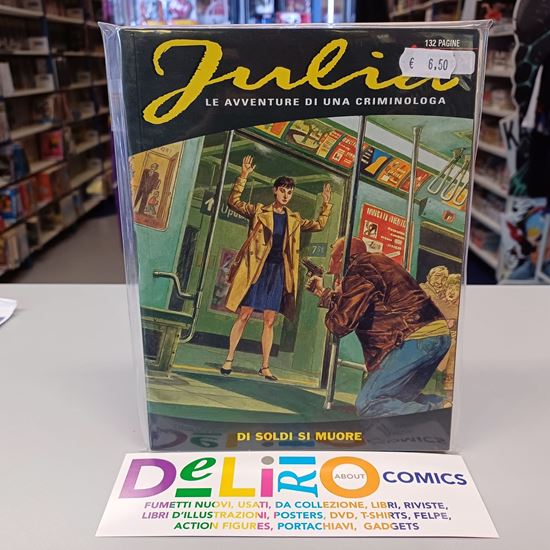 Julia
132 PAGINE
€ 6,50
LE AVVENTURE DI UNA CRIMINOLOGA
DI SOLDI SI MUORE
DeLiRiO ABOUT COMICS
FUMETTI NUOVI, USATI, DA COLLEZIONE, LIBRI, RIVISTE,
LIBRI D'ILLUSTRAZIONI, POSTERS, DVD, T-SHIRTS, FELPE,
ACTION FIGURES, PORTACHIAVI, GADGETS